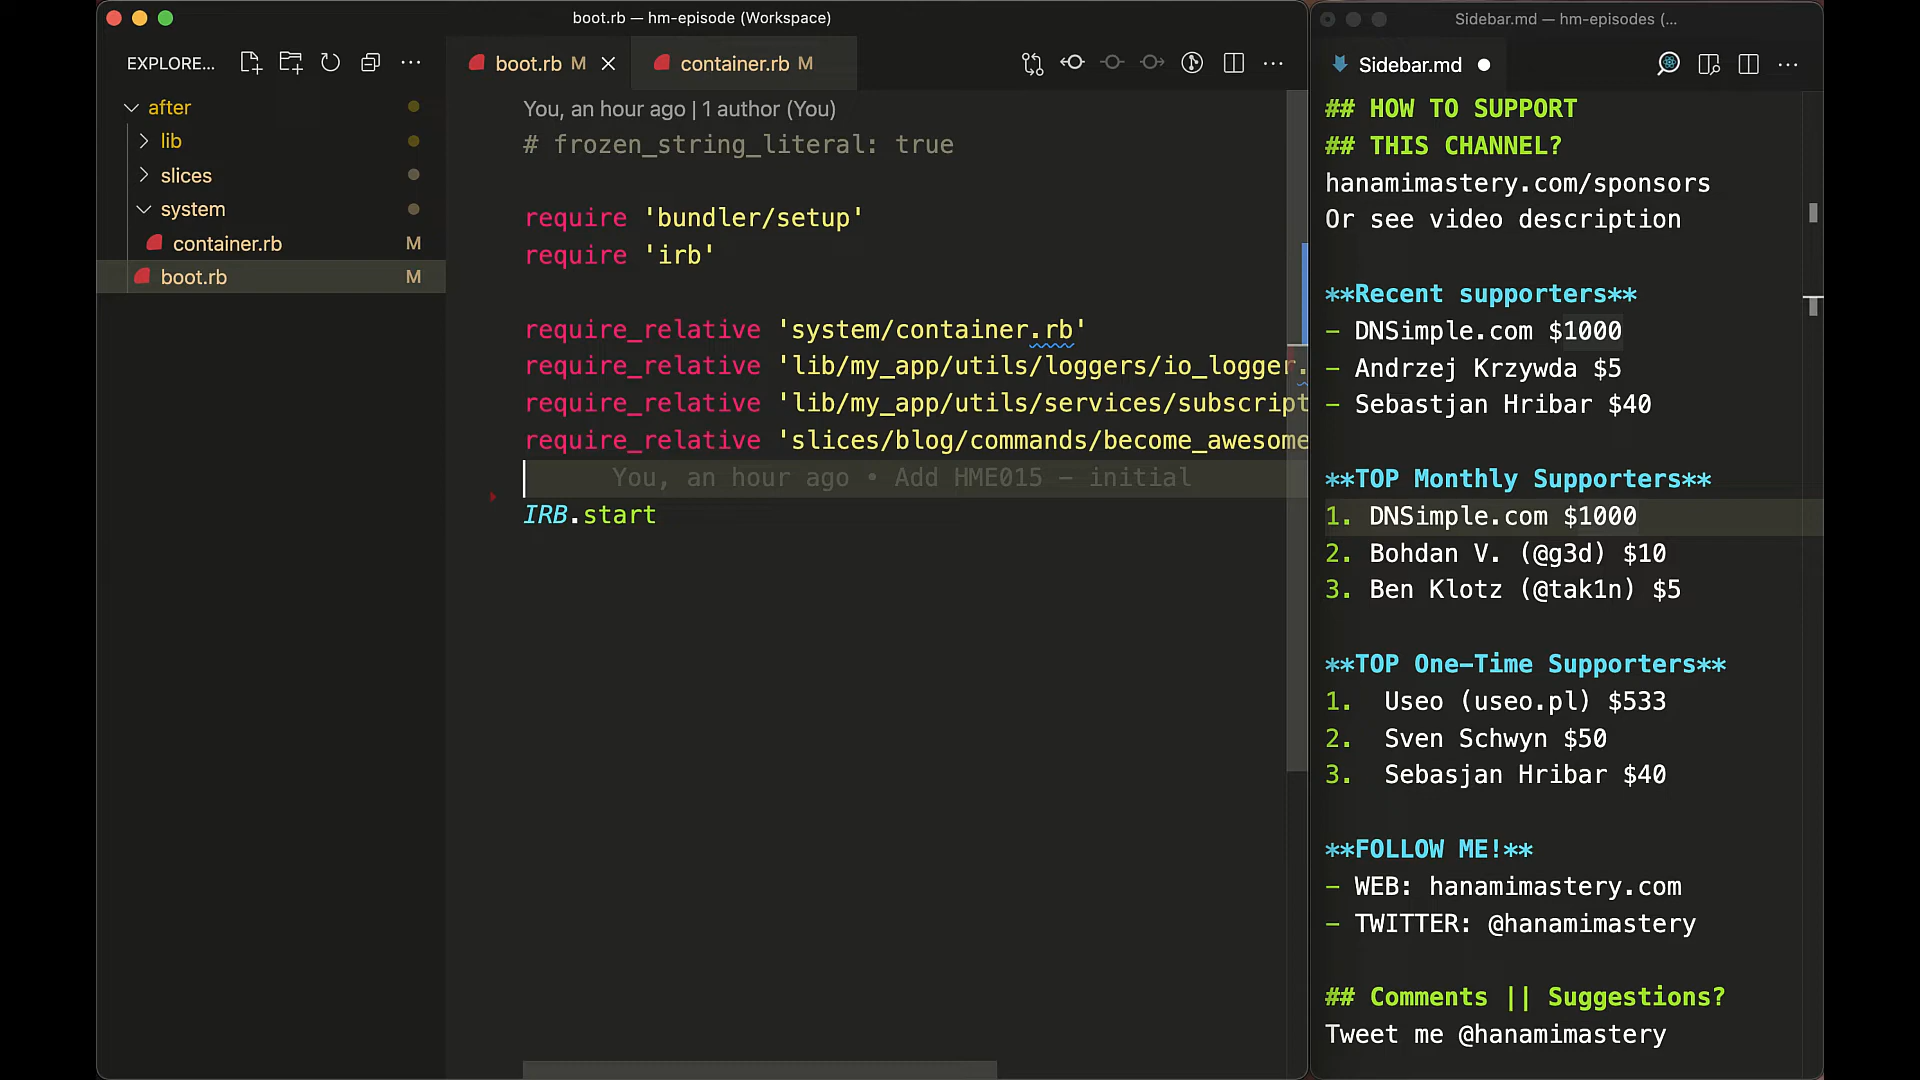 boot.rb — hm-episode (Workspace)
EXPLORE...
after
lib
slices
system
container.rb M
boot.rb M
boot.rb M
container.rb M
You, an hour ago | 1 author (You)
# frozen_string_literal: true
require 'bundler/setup'
require 'irb'
require_relative 'system/container.rb'
require_relative 'lib/my_app/utils/loggers/io_logger.
require_relative 'lib/my_app/utils/services/subscript
require_relative 'slices/blog/commands/become_awesome
You, an hour ago • Add HME015 – initial
IRB.start
Sidebar.md — hm-episodes (...
Sidebar.md
## HOW TO SUPPORT
## THIS CHANNEL?
hanamimastery.com/sponsors
Or see video description
**Recent supporters**
- DNSimple.com $1000
- Andrzej Krzywda $5
- Sebastjan Hribar $40
**TOP Monthly Supporters**
1. DNSimple.com $1000
2. Bohdan V. (@g3d) $10
3. Ben Klotz (@tak1n) $5
**TOP One-Time Supporters**
1. Useo (useo.pl) $533
2. Sven Schwyn $50
3. Sebasjan Hribar $40
**FOLLOW ME!**
- WEB: hanamimastery.com
- TWITTER: @hanamimastery
## Comments || Suggestions?
Tweet me @hanamimastery